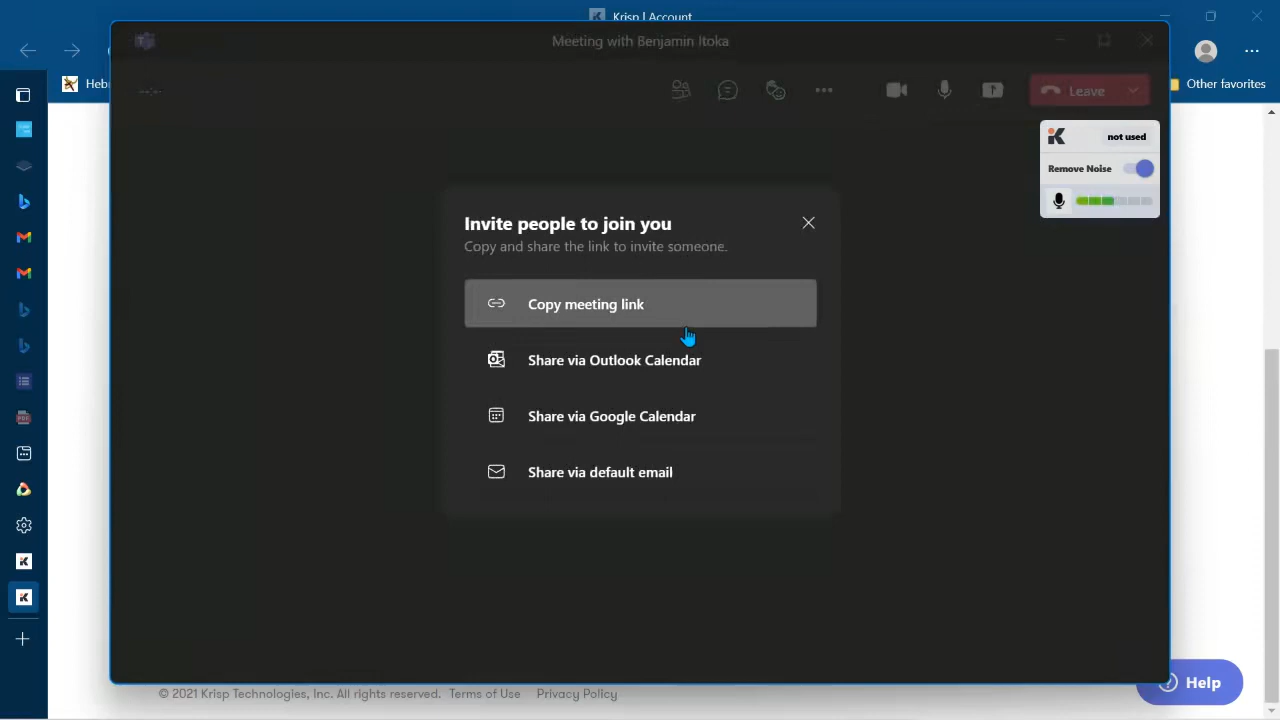 Krisp | Account
Meeting with Benjamin Itoka
Other favorites
Leave
not used
Remove Noise
Invite people to join you
Copy and share the link to invite someone.
Copy meeting link
Share via Outlook Calendar
Share via Google Calendar
Share via default email
© 2021 Krisp Technologies, Inc. All rights reserved. Terms of Use Privacy Policy
Help